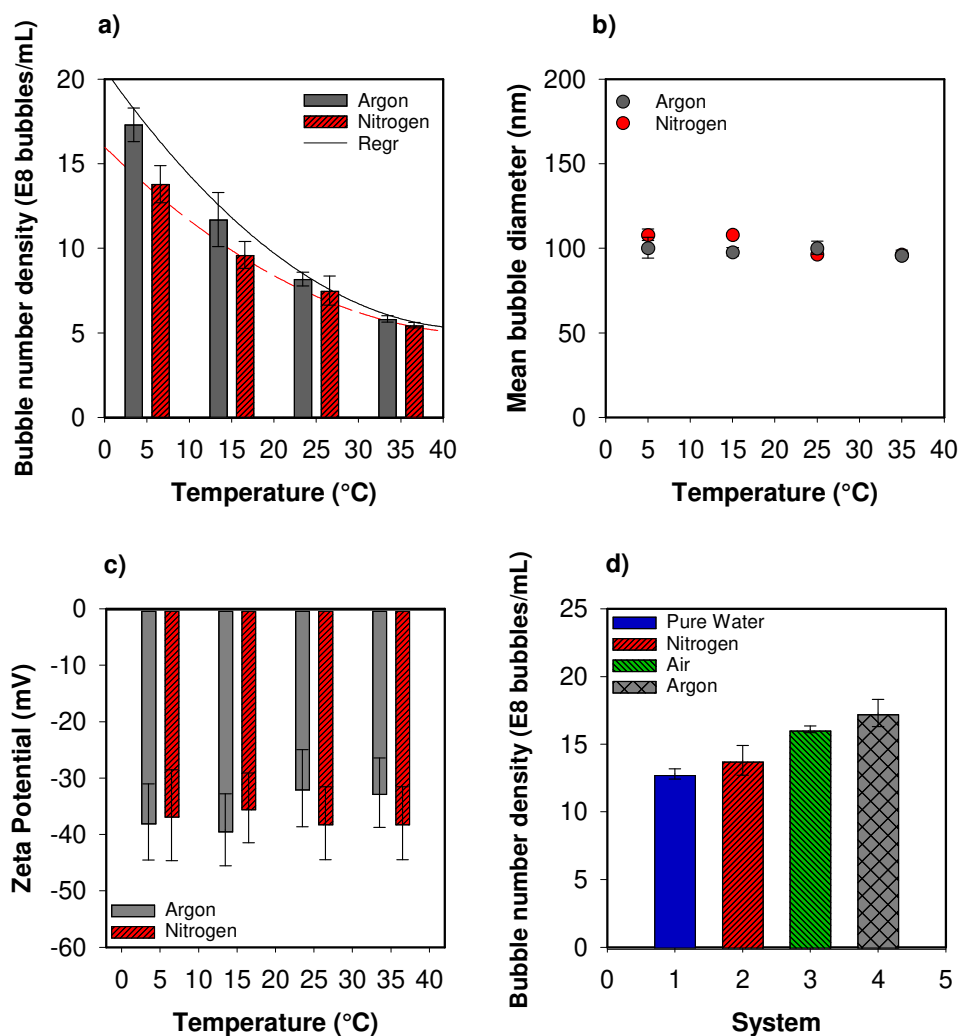 a)
Bubble number density (E8 bubbles/mL)
20
15
10
5
0
Argon
Nitrogen
Regr
0 5 10 15 20 25 30 35 40
Temperature (°C)
b)
Mean bubble diameter (nm)
200
150
100
50
0
Argon
Nitrogen
0 5 10 15 20 25 30 35 40
Temperature (°C)
c)
Zeta Potential (mV)
0
-10
-20
-30
-40
-50
-60
Argon
Nitrogen
0 5 10 15 20 25 30 35 40
Temperature (°C)
d)
Bubble number density (E8 bubbles/mL)
25
20
15
10
5
0
Pure Water
Nitrogen
Air
Argon
0 1 2 3 4 5
System